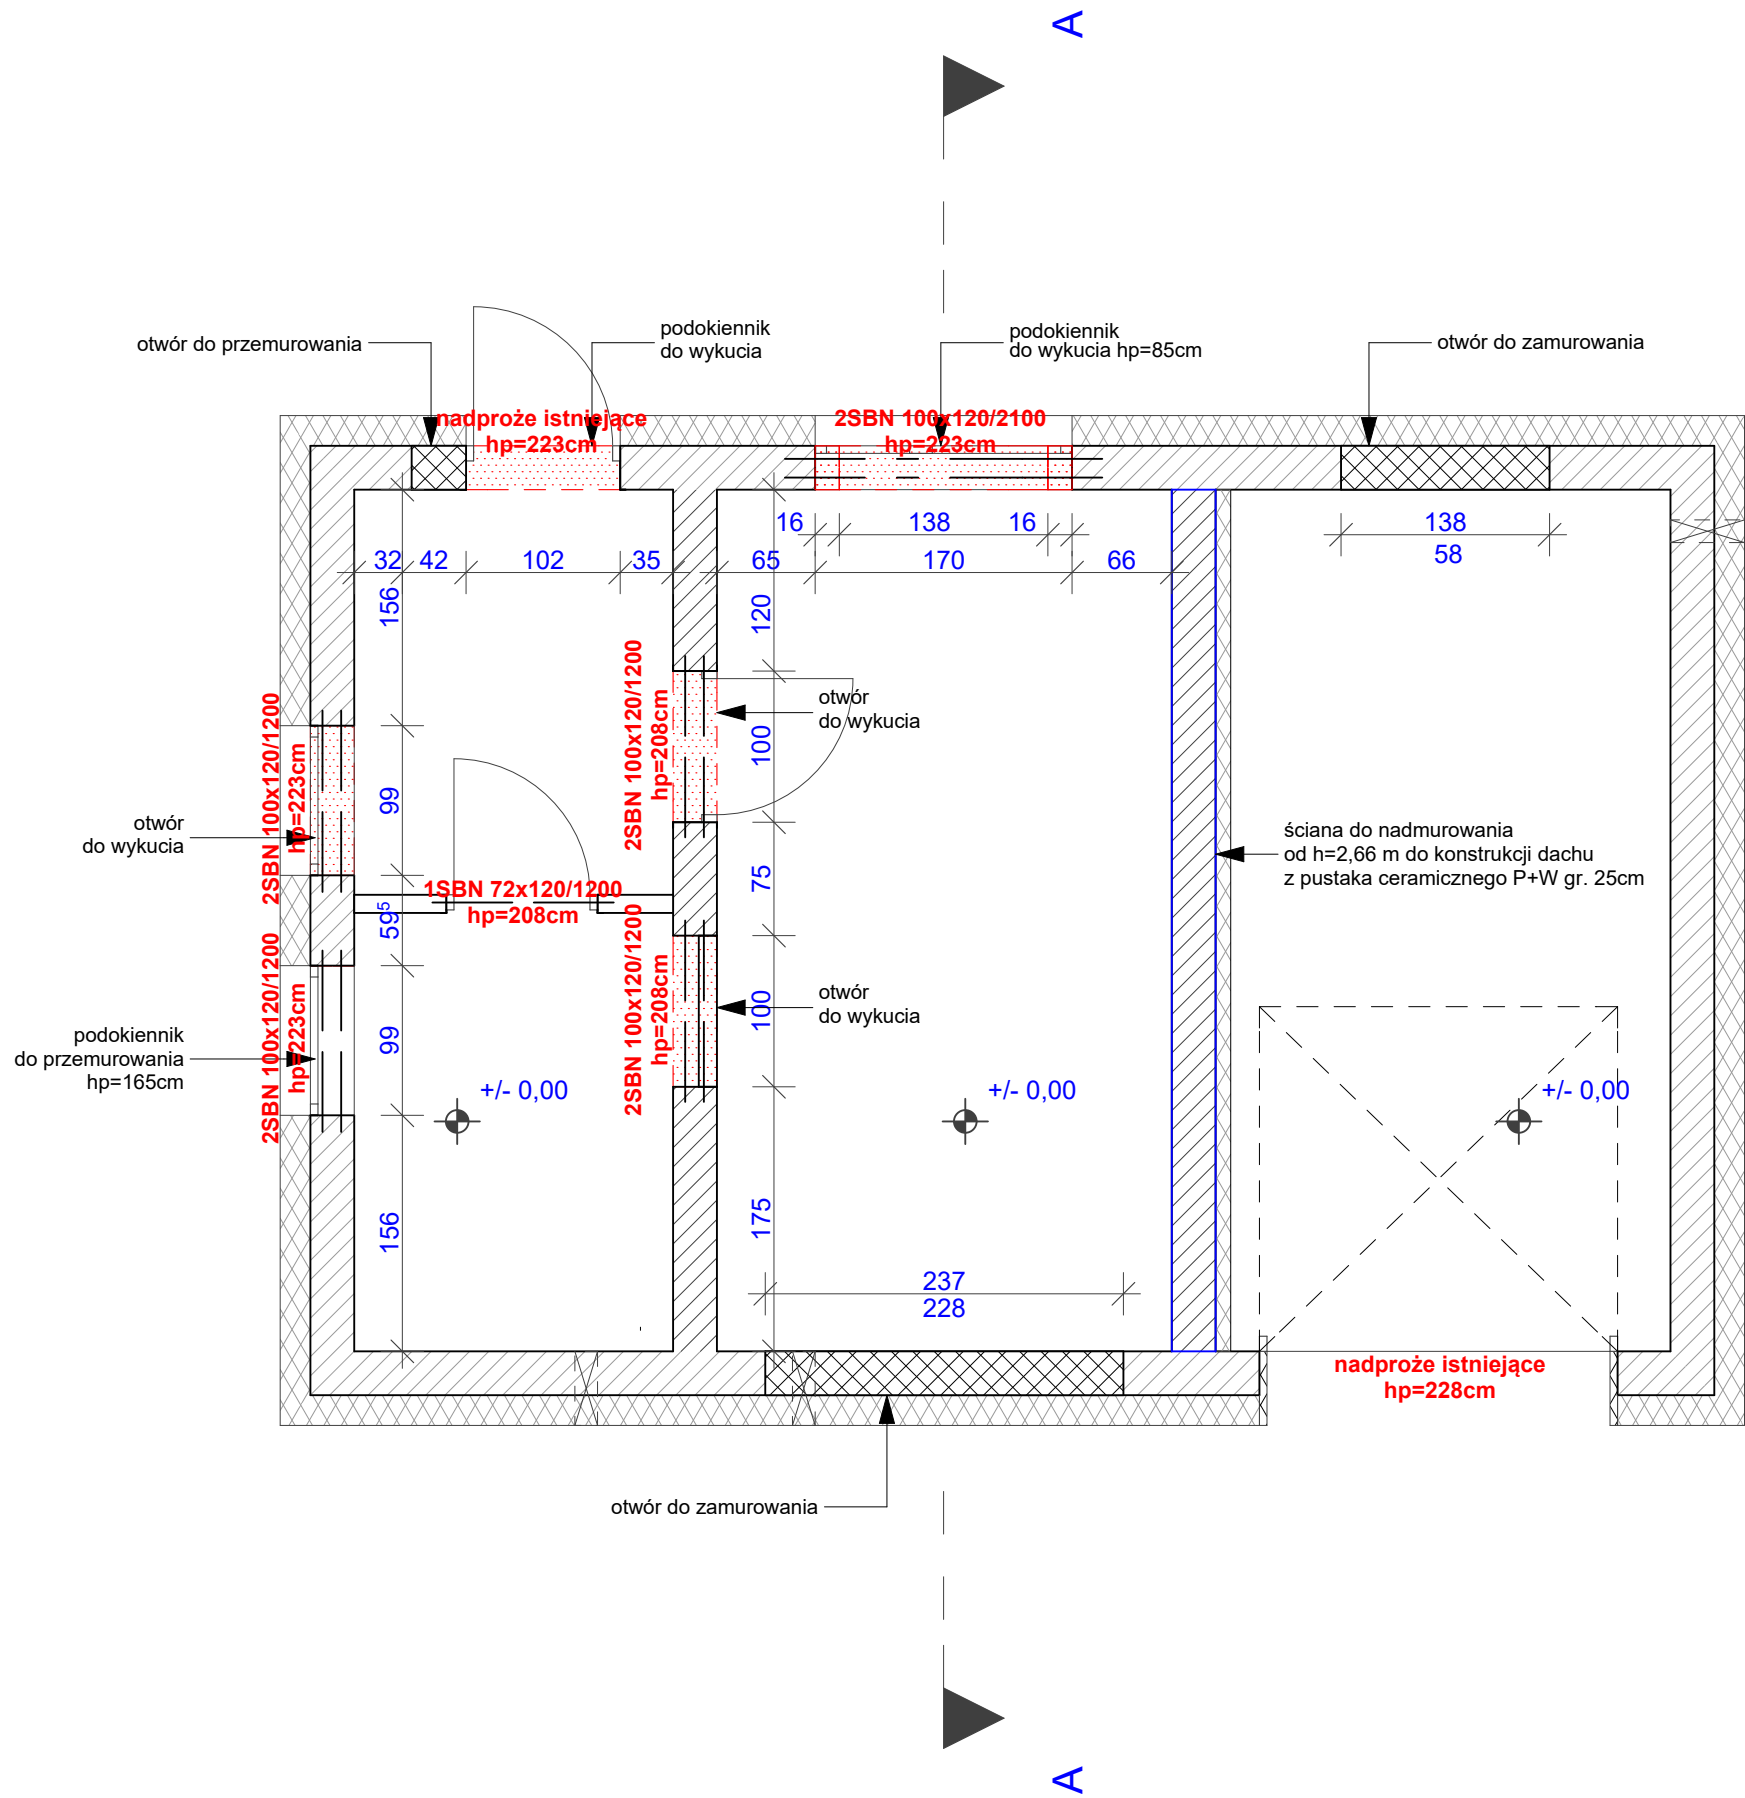 A
otwór do przemurowania
podokiennik
do wykucia
podokiennik
do wykucia hp=85cm
otwór do zamurowania
nadproże istniejące
hp=223cm
2SBN 100x120/2100
hp=223cm
16
138
16
138
58
32
42
102
35
65
170
66
156
120
2SBN 100x120/1200
hp=208cm
otwór
do wykucia
100
2SBN 100x120/1200
hp=223cm
99
otwór
do wykucia
ściana do nadmurowania
od h=2,66 m do konstrukcji dachu
z pustaka ceramicznego P+W gr. 25cm
75
1SBN 72x120/1200
hp=208cm
59⁵
2SBN 100x120/1200
hp=208cm
otwór
do wykucia
100
2SBN 100x120/1200
hp=223cm
99
podokiennik
do przemurowania
hp=165cm
+/- 0,00
+/- 0,00
+/- 0,00
156
175
237
228
nadproże istniejące
hp=228cm
otwór do zamurowania
A